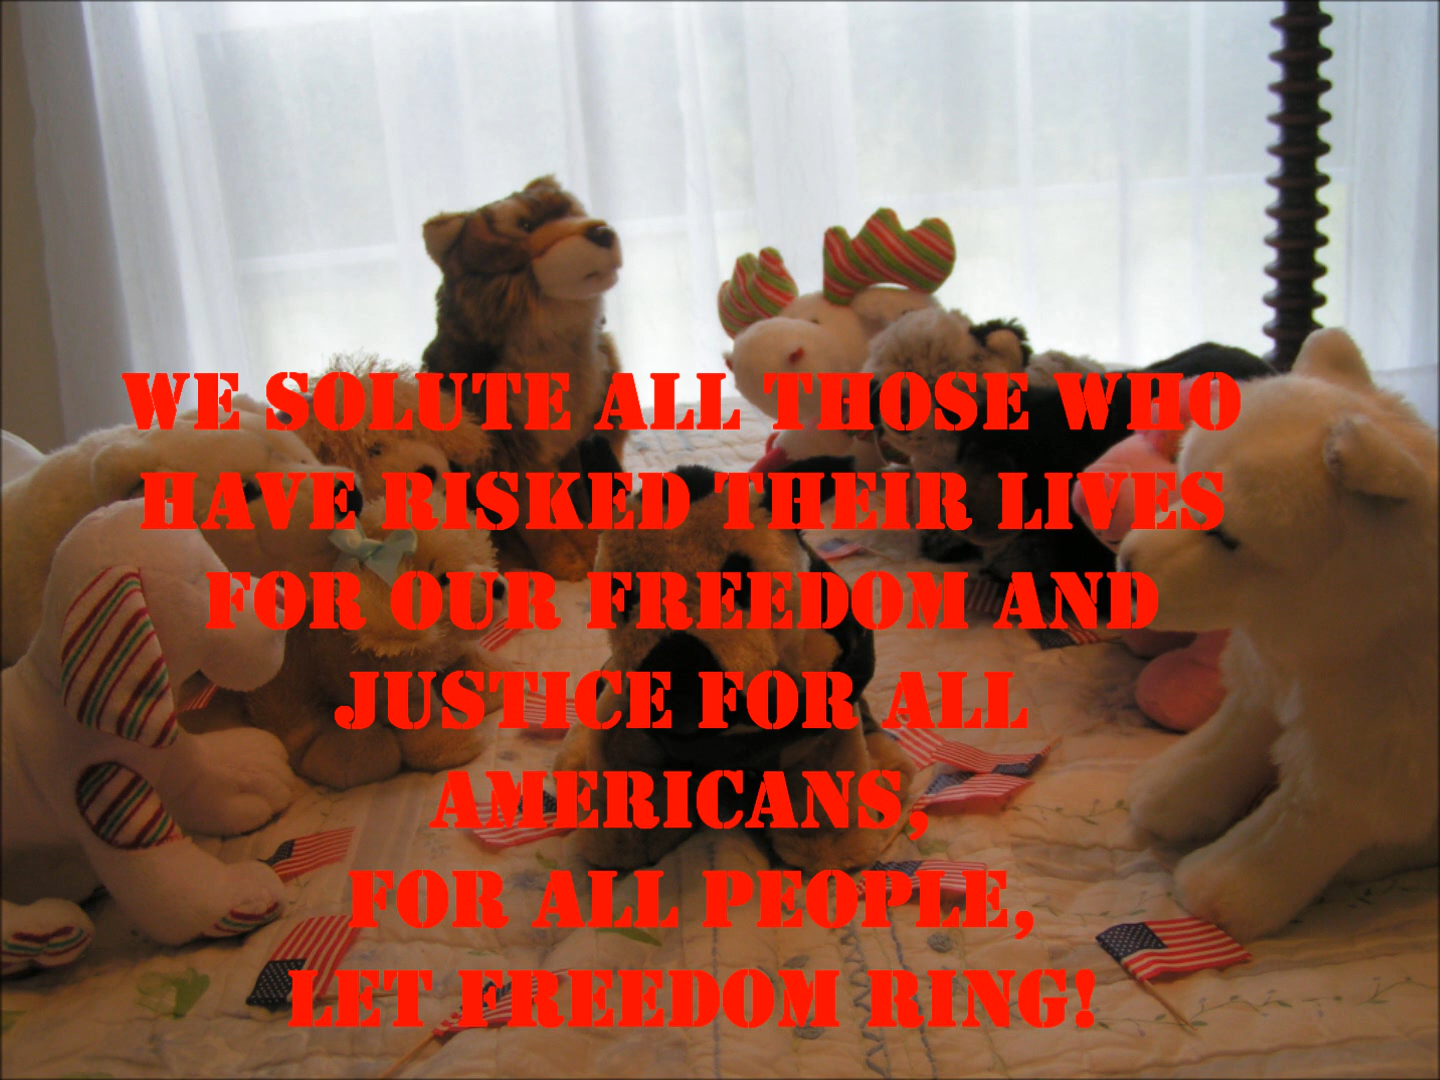 WE SOLUTE ALL THOSE WHO
HAVE RISKED THEIR LIVES
FOR OUR FREEDOM AND
JUSTICE FOR ALL
AMERICANS,
FOR ALL PEOPLE,
LET FREEDOM RING!